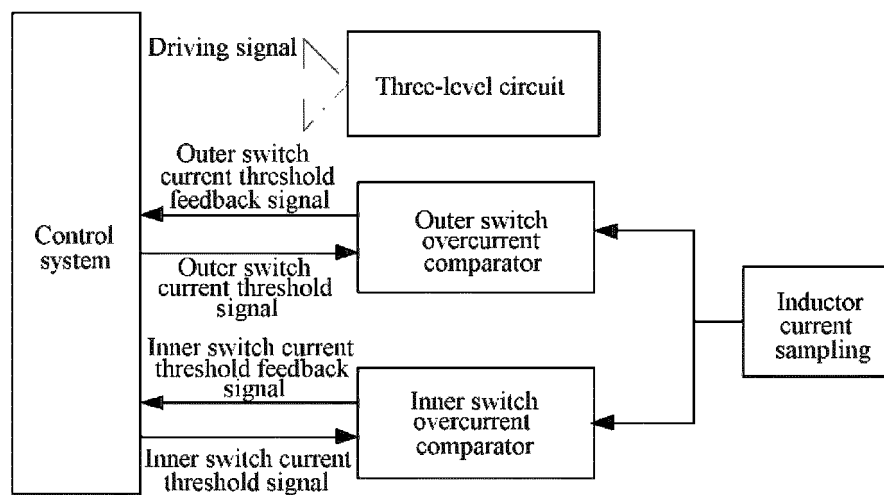 Driving signal
Three-level circuit
Outer switch
current threshold
feedback signal
Control
system
Outer switch
overcurrent
comparator
Outer switch
current threshold
signal
Inductor
current
sampling
Inner switch current
threshold feedback
signal
Inner switch
overcurrent
comparator
Inner switch current
threshold signal